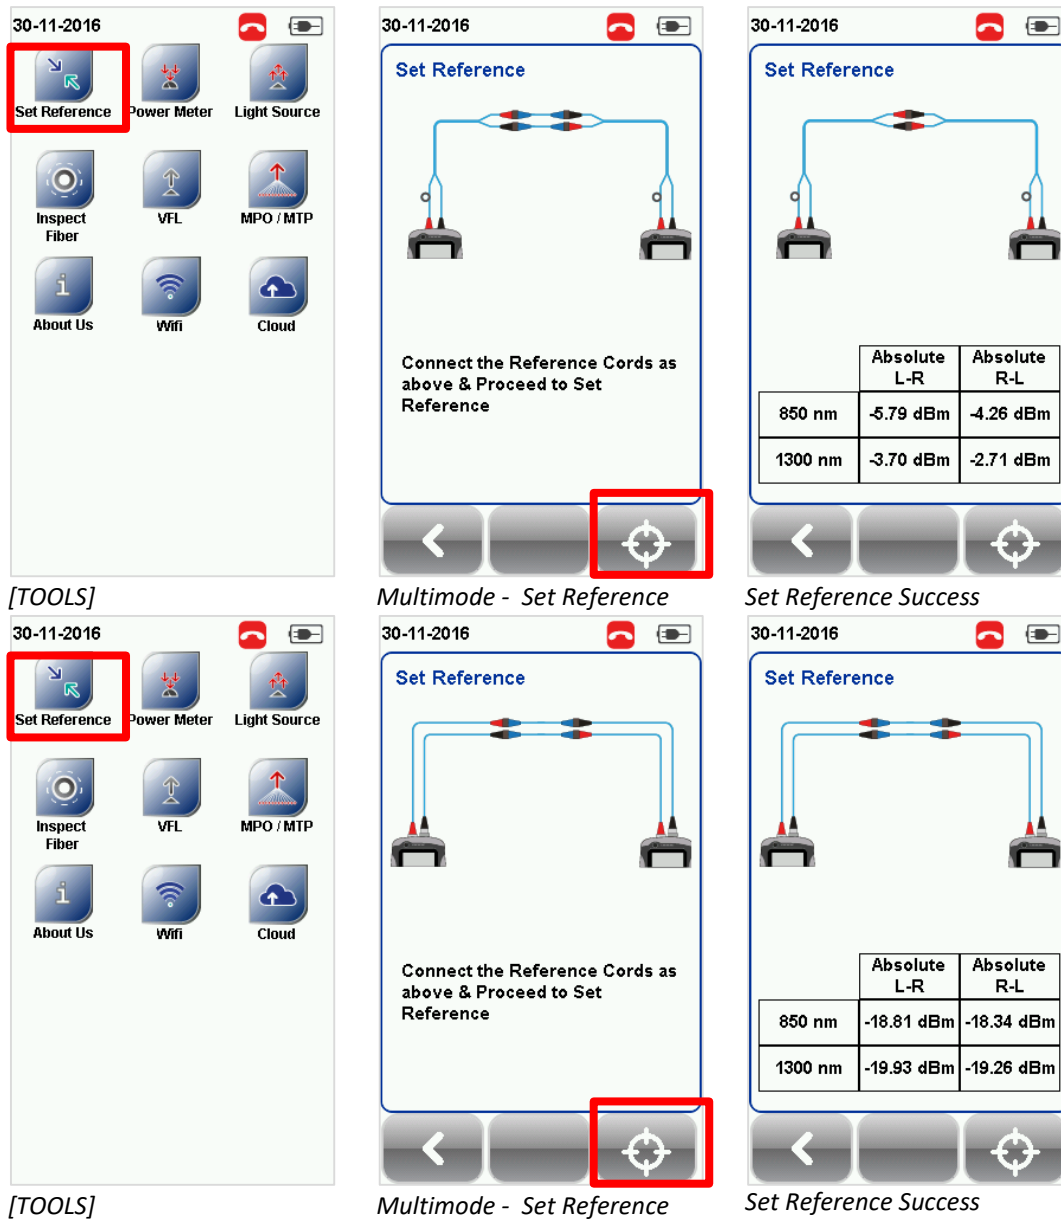 30-11-2016
Set Reference
Power Meter
Light Source
Inspect
Fiber
VFL
MPO / MTP
i
About Us
Wifi
Cloud
[TOOLS]
30-11-2016
Set Reference
Connect the Reference Cords as
above & Proceed to Set
Reference
Multimode -  Set Reference
30-11-2016
Set Reference
Absolute L-R Absolute R-L
850 nm -5.79 dBm -4.26 dBm
1300 nm -3.70 dBm -2.71 dBm
Set Reference Success
30-11-2016
Set Reference
Power Meter
Light Source
Inspect
Fiber
VFL
MPO / MTP
i
About Us
Wifi
Cloud
[TOOLS]
30-11-2016
Set Reference
Connect the Reference Cords as
above & Proceed to Set
Reference
Multimode -  Set Reference
30-11-2016
Set Reference
Absolute L-R Absolute R-L
850 nm -18.81 dBm -18.34 dBm
1300 nm -19.93 dBm -19.26 dBm
Set Reference Success